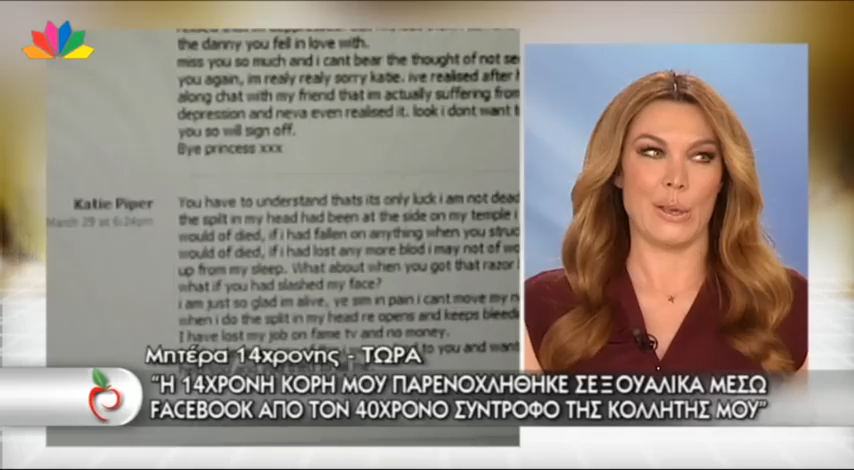 the danny you fell in love with.
miss you so much and i cant bear the thought of not se
you again, im realy realy sorry katie. ive realised after h
along chat with my friend that im actually suffering from
depression and neva even realised it. look i dont want t
you so will sign off.
Bye princess xxx
Katie Piper
March 29 at 6:24pm
You have to understand thats its only luck i am not dead
the spilt in my head had been at the side on my temple i
would of died, if i had fallen on anything when you struc
would of died, if i had lost any more blod i may not of w
up from my sleep. What about when you got that razor
what if you had slashed my face?
i am just so glad im alive, ye sim in pain i cant move my n
when i do the split in my head re opens and keeps bleedi
I have lost my job on fame tv and no money.
to you and want
Μητέρα 14χρονης - ΤΩΡΑ
"Η 14ΧΡΟΝΗ ΚΟΡΗ ΜΟΥ ΠΑΡΕΝΟΧΛΗΘΗΚΕ ΣΕΞΟΥΑΛΙΚΑ ΜΕΣΩ
FACEBOOK ΑΠΟ ΤΟΝ 40ΧΡΟΝΟ ΣΥΝΤΡΟΦΟ ΤΗΣ ΚΟΛΛΗΤΗΣ ΜΟΥ"